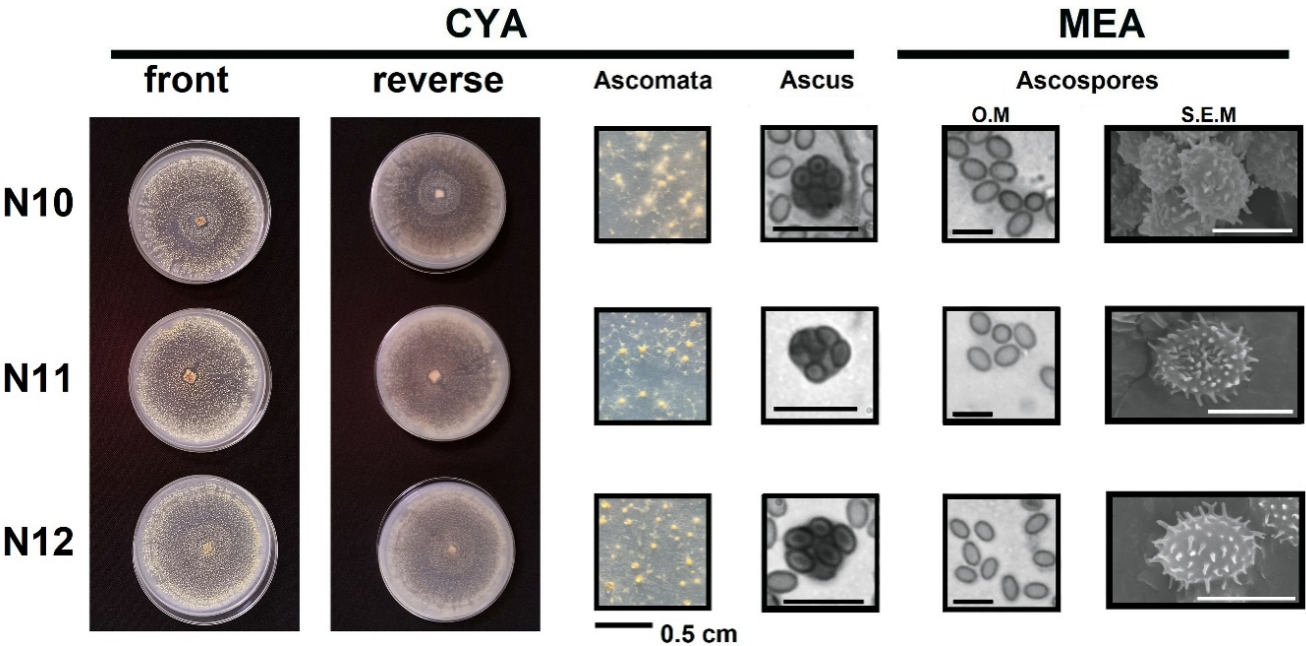 CYA MEA
front reverse Ascomata Ascus Ascospores
O.M S.E.M
N10
N11
N12
0.5 cm